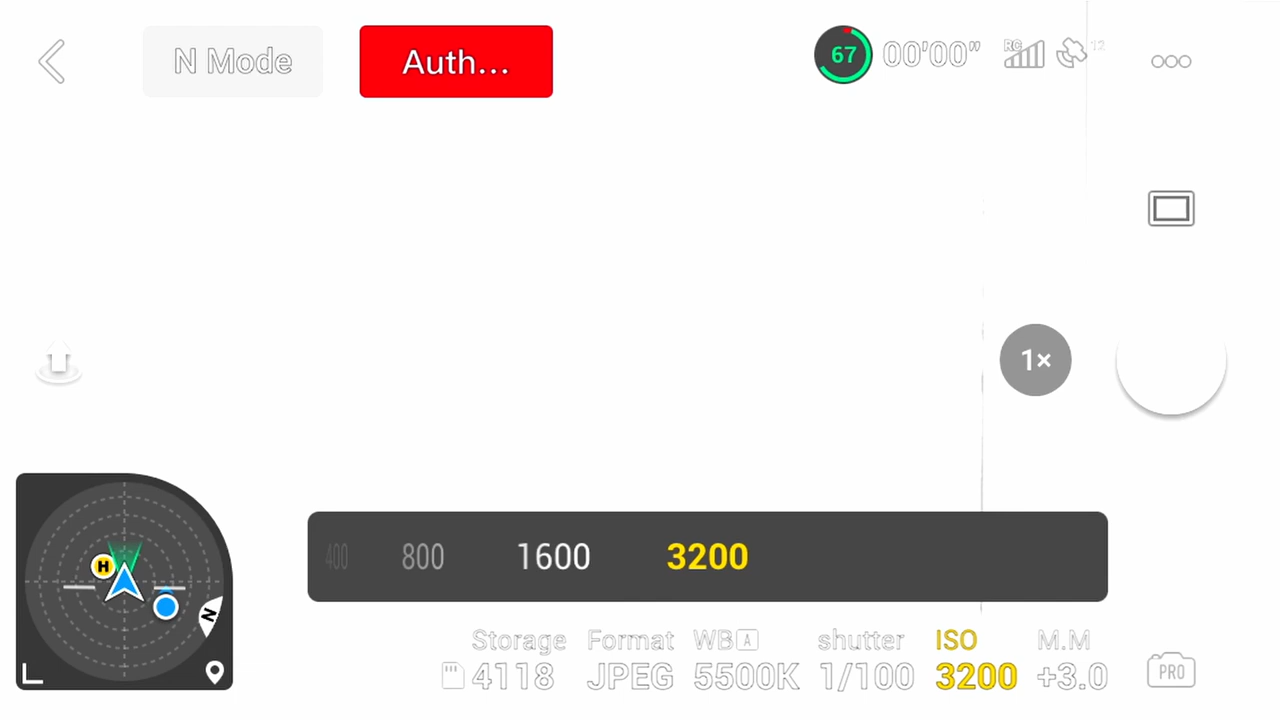 N Mode
Auth...
67
00'00"
RC
12
1×
H
N
400
800
1600
3200
Storage
4118
Format
JPEG
WB A
5500K
shutter
1/100
ISO
3200
M.M
+3.0
PRO